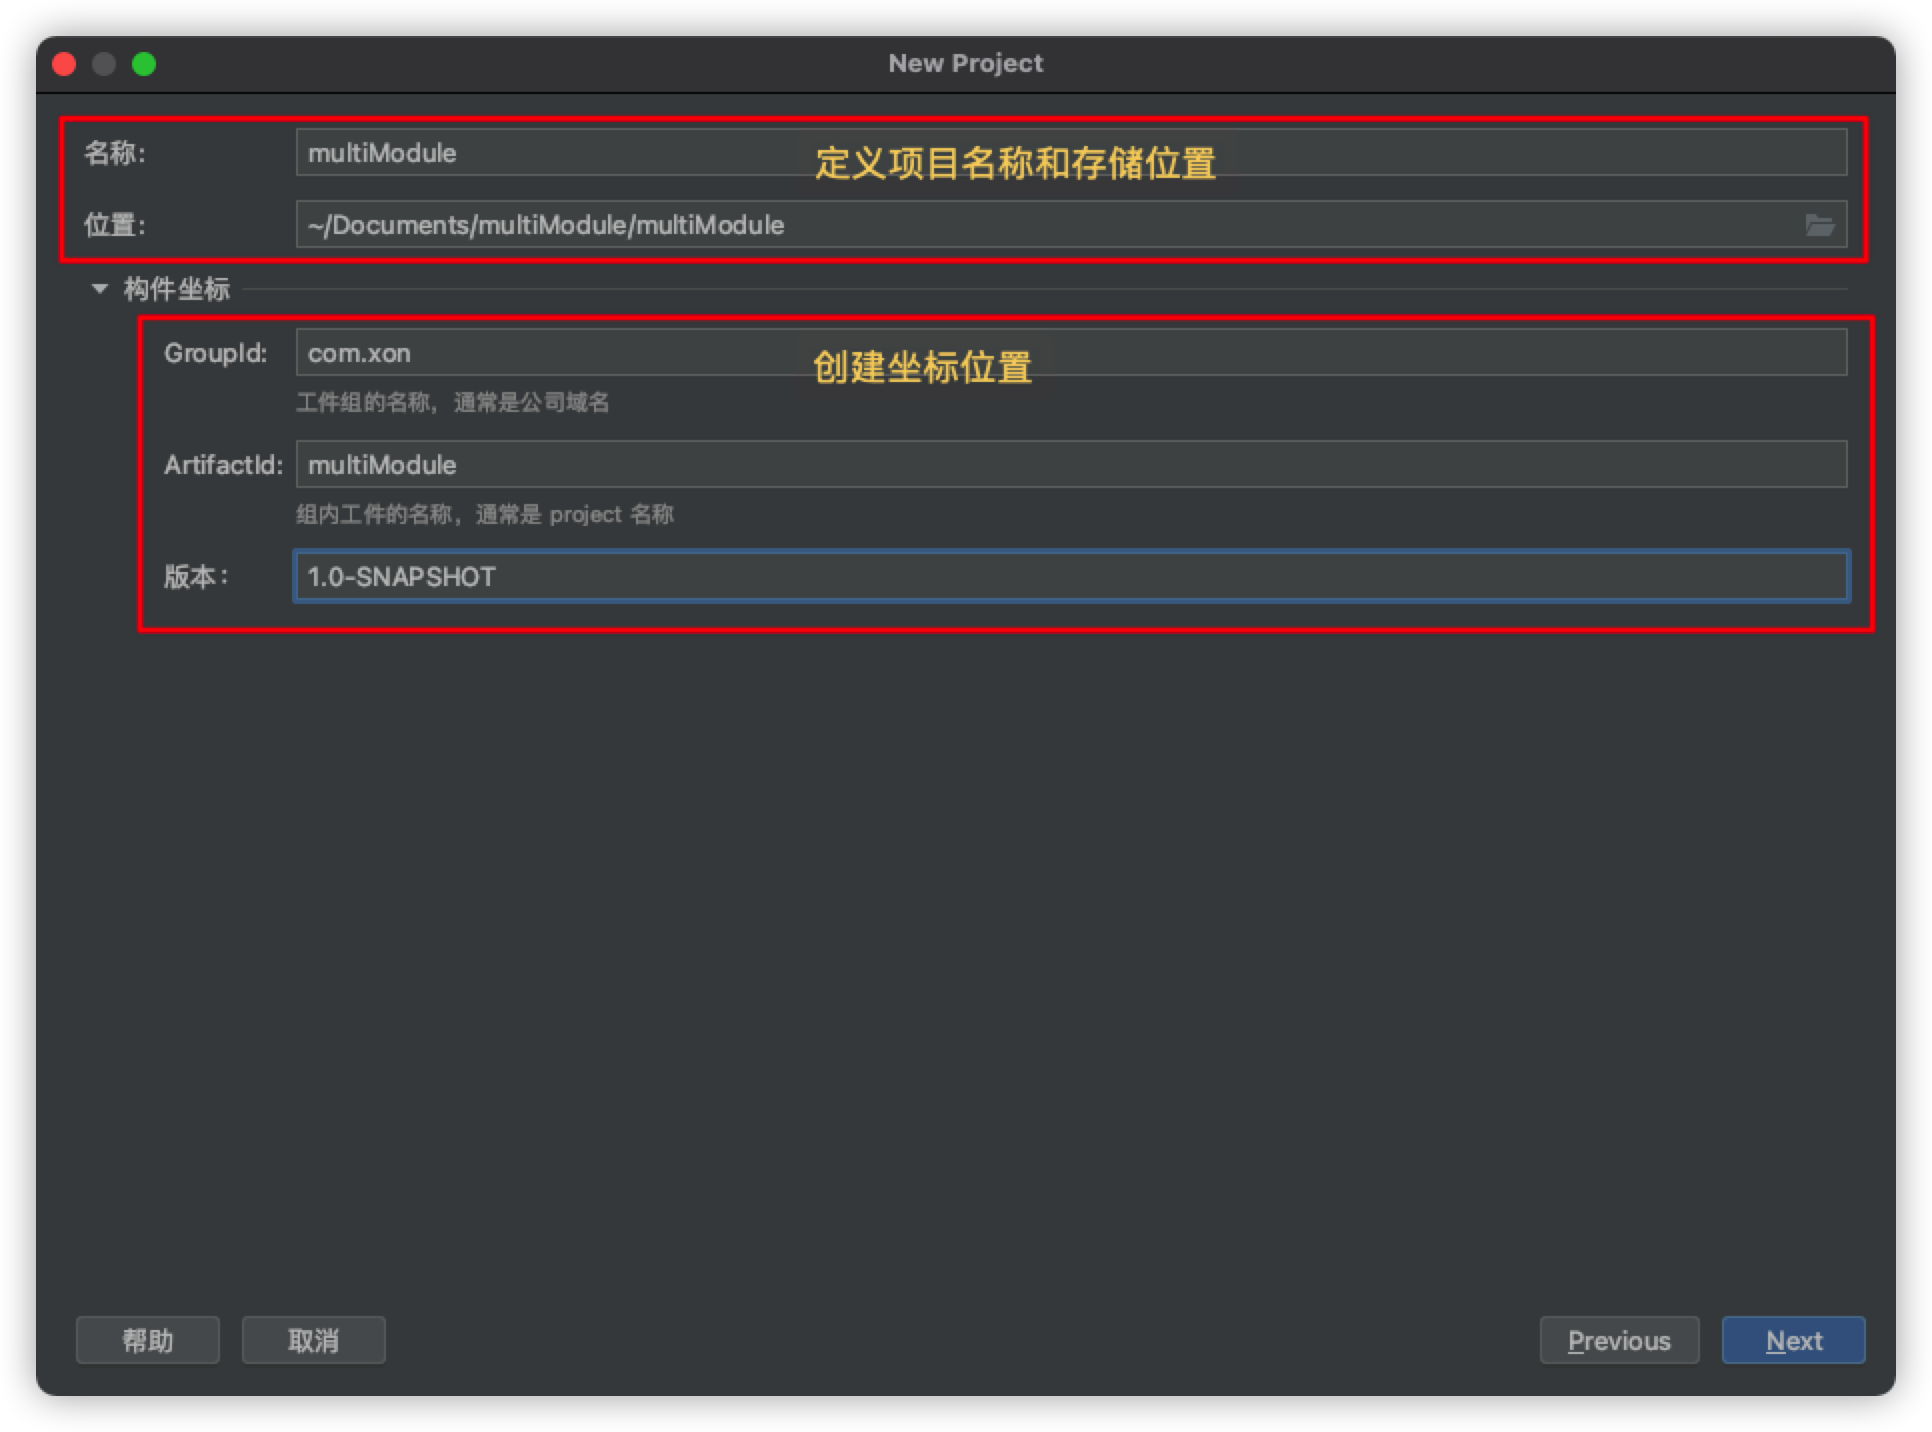 New Project
名称:
multiModule
定义项目名称和存储位置
位置:
~/Documents/multiModule/multiModule
构件坐标
GroupId:
com.xon
创建坐标位置
工件组的名称，通常是公司域名
ArtifactId:
multiModule
组内工件的名称，通常是 project 名称
版本:
1.0-SNAPSHOT
帮助
取消
Previous
Next